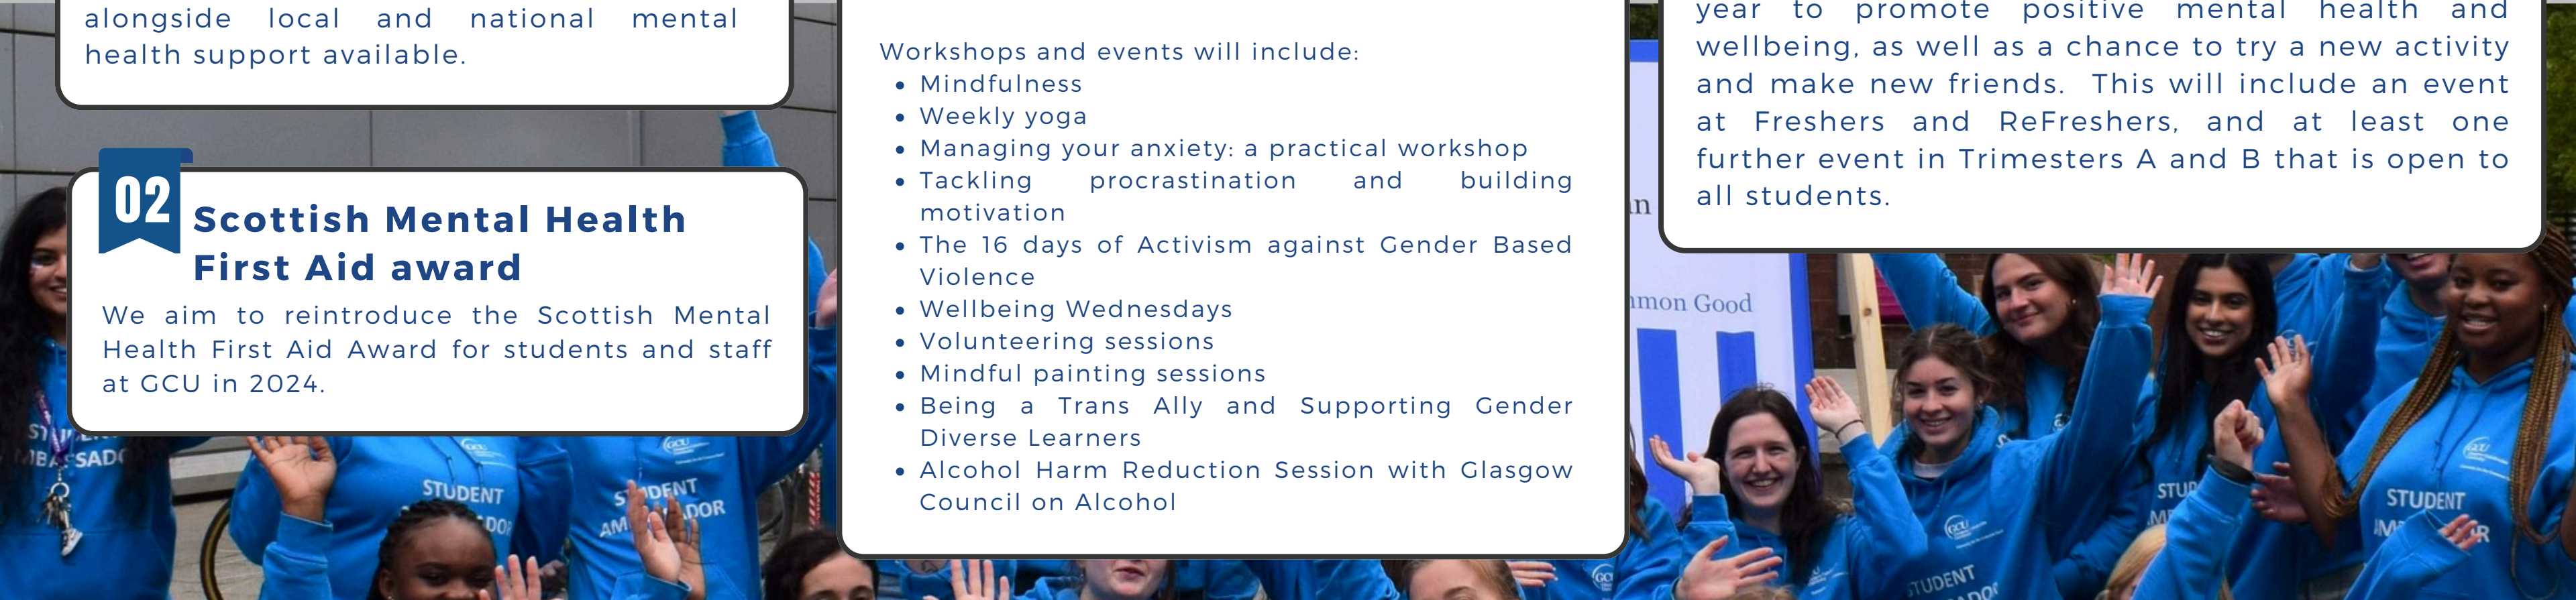 alongside local and national mental
health support available.
02
Scottish Mental Health
First Aid award
We aim to reintroduce the Scottish Mental
Health First Aid Award for students and staff
at GCU in 2024.
Workshops and events will include:
• Mindfulness
• Weekly yoga
• Managing your anxiety: a practical workshop
• Tackling procrastination and building
motivation
• The 16 days of Activism against Gender Based
Violence
• Wellbeing Wednesdays
• Volunteering sessions
• Mindful painting sessions
• Being a Trans Ally and Supporting Gender
Diverse Learners
• Alcohol Harm Reduction Session with Glasgow
Council on Alcohol
year to promote positive mental health and
wellbeing, as well as a chance to try a new activity
and make new friends. This will include an event
at Freshers and ReFreshers, and at least one
further event in Trimesters A and B that is open to
all students.
Good
STUDENT
STUDENT
STUDENT
STUDENT
GCU
GCU